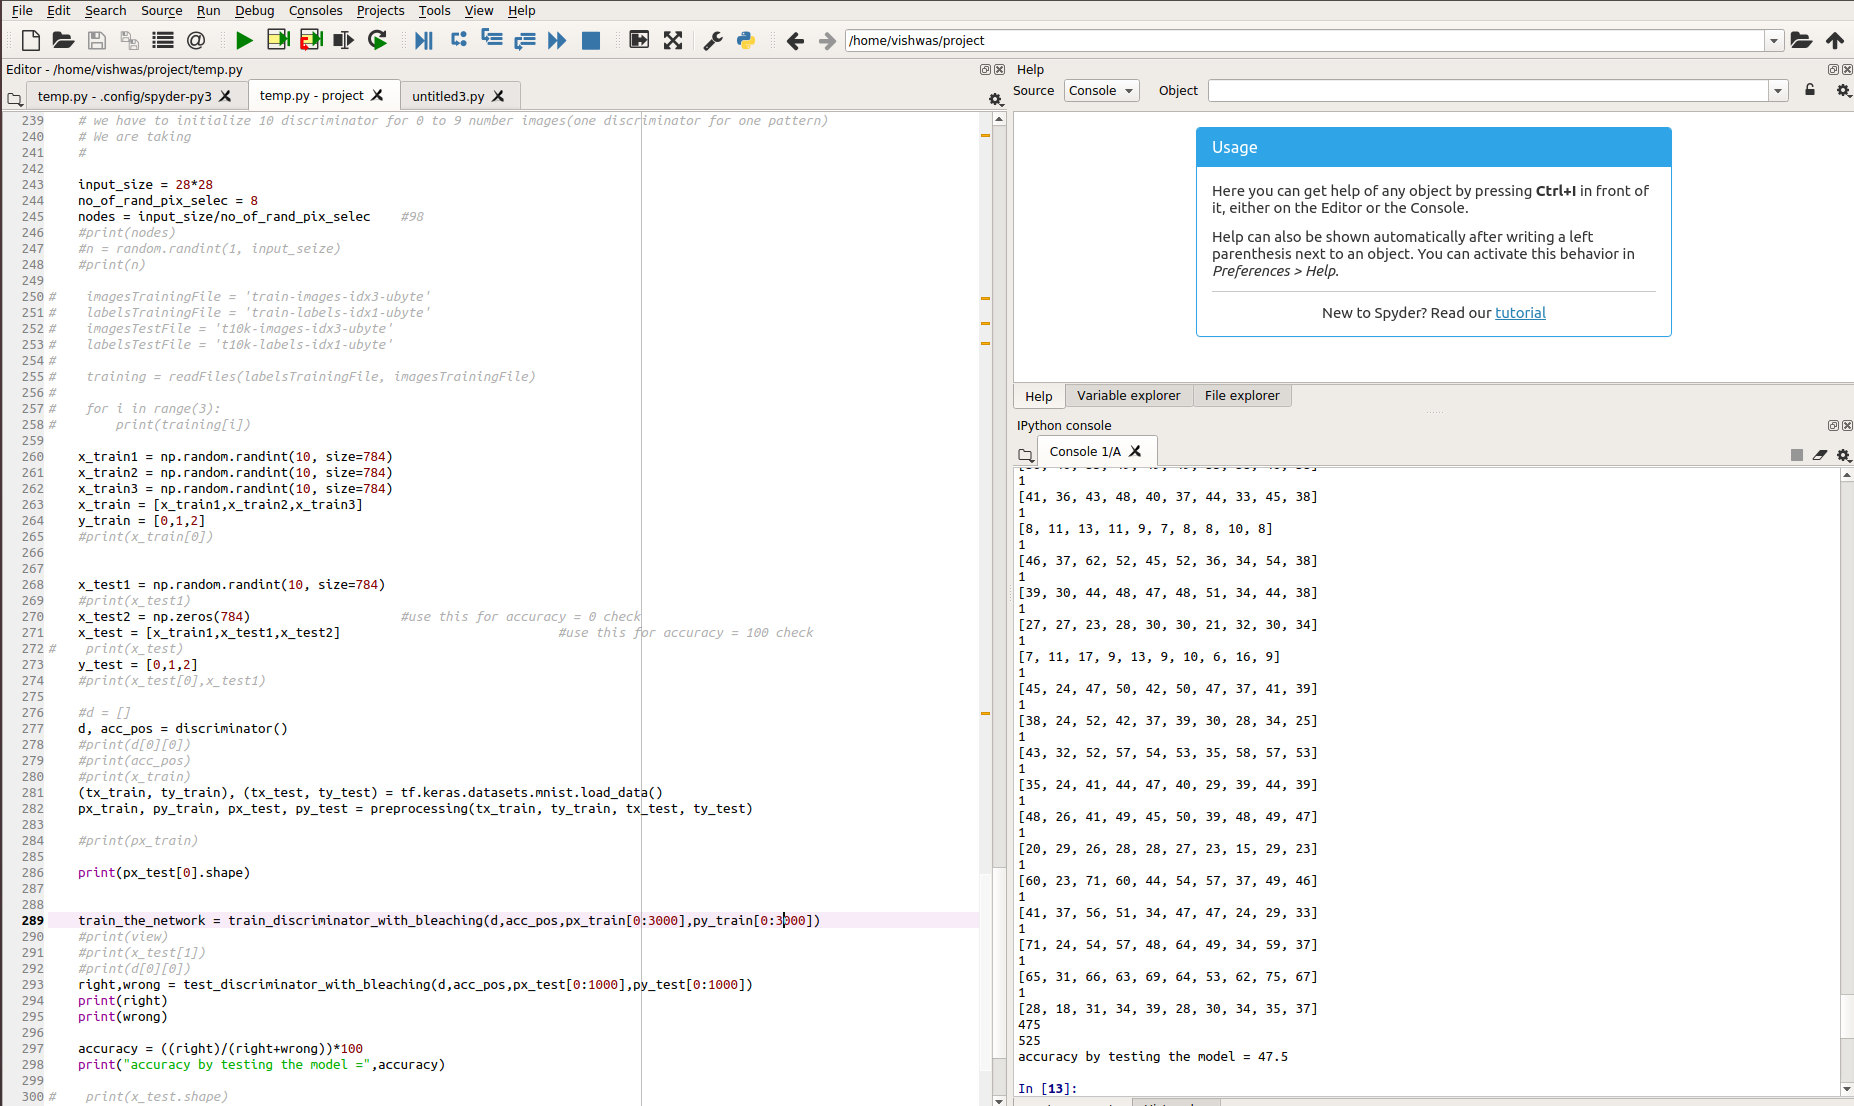 File Edit Search Source Run Debug Consoles Projects Tools View Help
/home/vishwas/project
Editor - /home/vishwas/project/temp.py
temp.py - .config/spyder-py3
temp.py - project
untitled3.py
239 # we have to initialize 10 discriminator for 0 to 9 number images(one discriminator for one pattern)
240 # We are taking
241 #
242
243 input_size = 28*28
244 no_of_rand_pix_selec = 8
245 nodes = input_size/no_of_rand_pix_selec #98
246 #print(nodes)
247 #n = random.randint(1, input_seize)
248 #print(n)
249
250 # imagesTrainingFile = 'train-images-idx3-ubyte'
251 # labelsTrainingFile = 'train-labels-idx1-ubyte'
252 # imagesTestFile = 't10k-images-idx3-ubyte'
253 # labelsTestFile = 't10k-labels-idx1-ubyte'
254 #
255 # training = readFiles(labelsTrainingFile, imagesTrainingFile)
256 #
257 # for i in range(3):
258 # print(training[i])
259
260 x_train1 = np.random.randint(10, size=784)
261 x_train2 = np.random.randint(10, size=784)
262 x_train3 = np.random.randint(10, size=784)
263 x_train = [x_train1,x_train2,x_train3]
264 y_train = [0,1,2]
265 #print(x_train[0])
266
267
268 x_test1 = np.random.randint(10, size=784)
269 #print(x_test1)
270 x_test2 = np.zeros(784) #use this for accuracy = 0 check
271 x_test = [x_train1,x_test1,x_test2] #use this for accuracy = 100 check
272 # print(x_test)
273 y_test = [0,1,2]
274 #print(x_test[0],x_test1)
275
276 #d = []
277 d, acc_pos = discriminator()
278 #print(d[0][0])
279 #print(acc_pos)
280 #print(x_train)
281 (tx_train, ty_train), (tx_test, ty_test) = tf.keras.datasets.mnist.load_data()
282 px_train, py_train, px_test, py_test = preprocessing(tx_train, ty_train, tx_test, ty_test)
283
284 #print(px_train)
285
286 print(px_test[0].shape)
287
288
289 train_the_network = train_discriminator_with_bleaching(d,acc_pos,px_train[0:3000],py_train[0:3000])
290 #print(view)
291 #print(x_test[1])
292 #print(d[0][0])
293 right,wrong = test_discriminator_with_bleaching(d,acc_pos,px_test[0:1000],py_test[0:1000])
294 print(right)
295 print(wrong)
296
297 accuracy = ((right)/(right+wrong))*100
298 print("accuracy by testing the model =",accuracy)
299
300 # print(x_test.shape)
Help
Source Console Object
Usage
Here you can get help of any object by pressing Ctrl+I in front of
it, either on the Editor or the Console.
Help can also be shown automatically after writing a left
parenthesis next to an object. You can activate this behavior in
Preferences > Help.
New to Spyder? Read our tutorial
Help Variable explorer File explorer
IPython console
Console 1/A
1
[41, 36, 43, 48, 40, 37, 44, 33, 45, 38]
1
[8, 11, 13, 11, 9, 7, 8, 8, 10, 8]
1
[46, 37, 62, 52, 45, 52, 36, 34, 54, 38]
1
[39, 30, 44, 48, 47, 48, 51, 34, 44, 38]
1
[27, 27, 23, 28, 30, 30, 21, 32, 30, 34]
1
[7, 11, 17, 9, 13, 9, 10, 6, 16, 9]
1
[45, 24, 47, 50, 42, 50, 47, 37, 41, 39]
1
[38, 24, 52, 42, 37, 39, 30, 28, 34, 25]
1
[43, 32, 52, 57, 54, 53, 35, 58, 57, 53]
1
[35, 24, 41, 44, 47, 40, 29, 39, 44, 39]
1
[48, 26, 41, 49, 45, 50, 39, 48, 49, 47]
1
[20, 29, 26, 28, 28, 27, 23, 15, 29, 23]
1
[60, 23, 71, 60, 44, 54, 57, 37, 49, 46]
1
[41, 37, 56, 51, 34, 47, 47, 24, 29, 33]
1
[71, 24, 54, 57, 48, 64, 49, 34, 59, 37]
1
[65, 31, 66, 63, 69, 64, 53, 62, 75, 67]
1
[28, 18, 31, 34, 39, 28, 30, 34, 35, 37]
475
525
accuracy by testing the model = 47.5
In [13]: